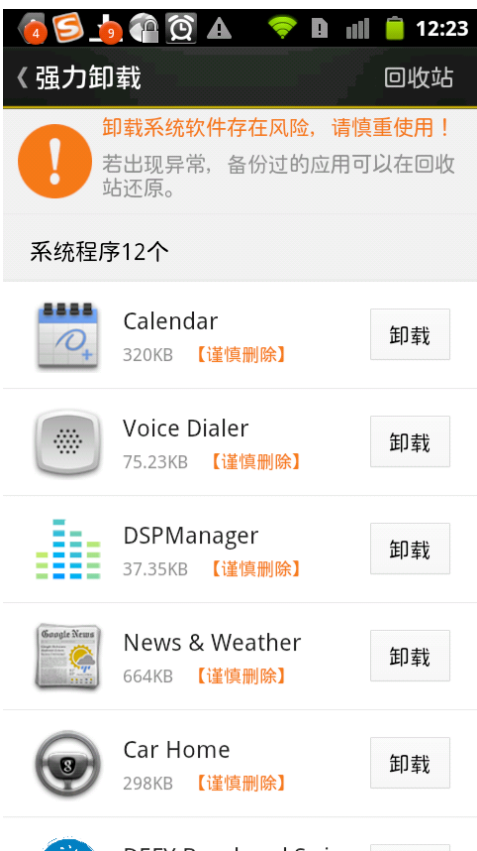 4 9 12:23
强力卸载 回收站
卸载系统软件存在风险，请慎重使用！
若出现异常，备份过的应用可以在回收
站还原。
系统程序12个
Calendar
320KB 【谨慎删除】
卸载
Voice Dialer
75.23KB 【谨慎删除】
卸载
DSPManager
37.35KB 【谨慎删除】
卸载
Google News
News & Weather
664KB 【谨慎删除】
卸载
Car Home
298KB 【谨慎删除】
卸载